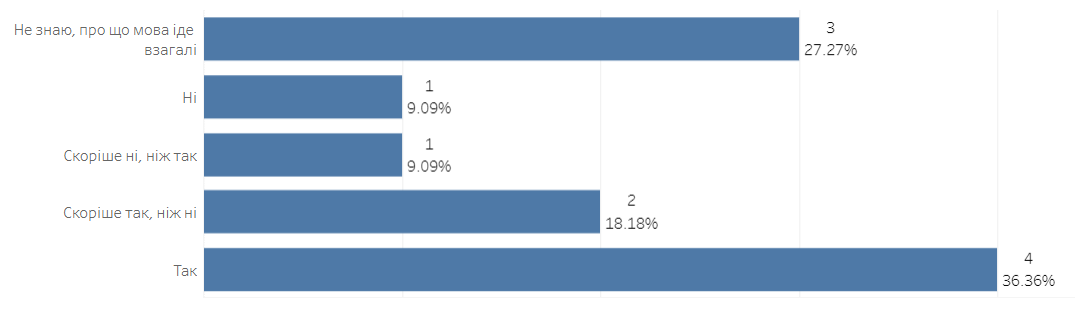 Не знаю, про що мова іде
взагалі
3
27.27%
Ні
1
9.09%
Скоріше ні, ніж так
1
9.09%
Скоріше так, ніж ні
2
18.18%
Так
4
36.36%